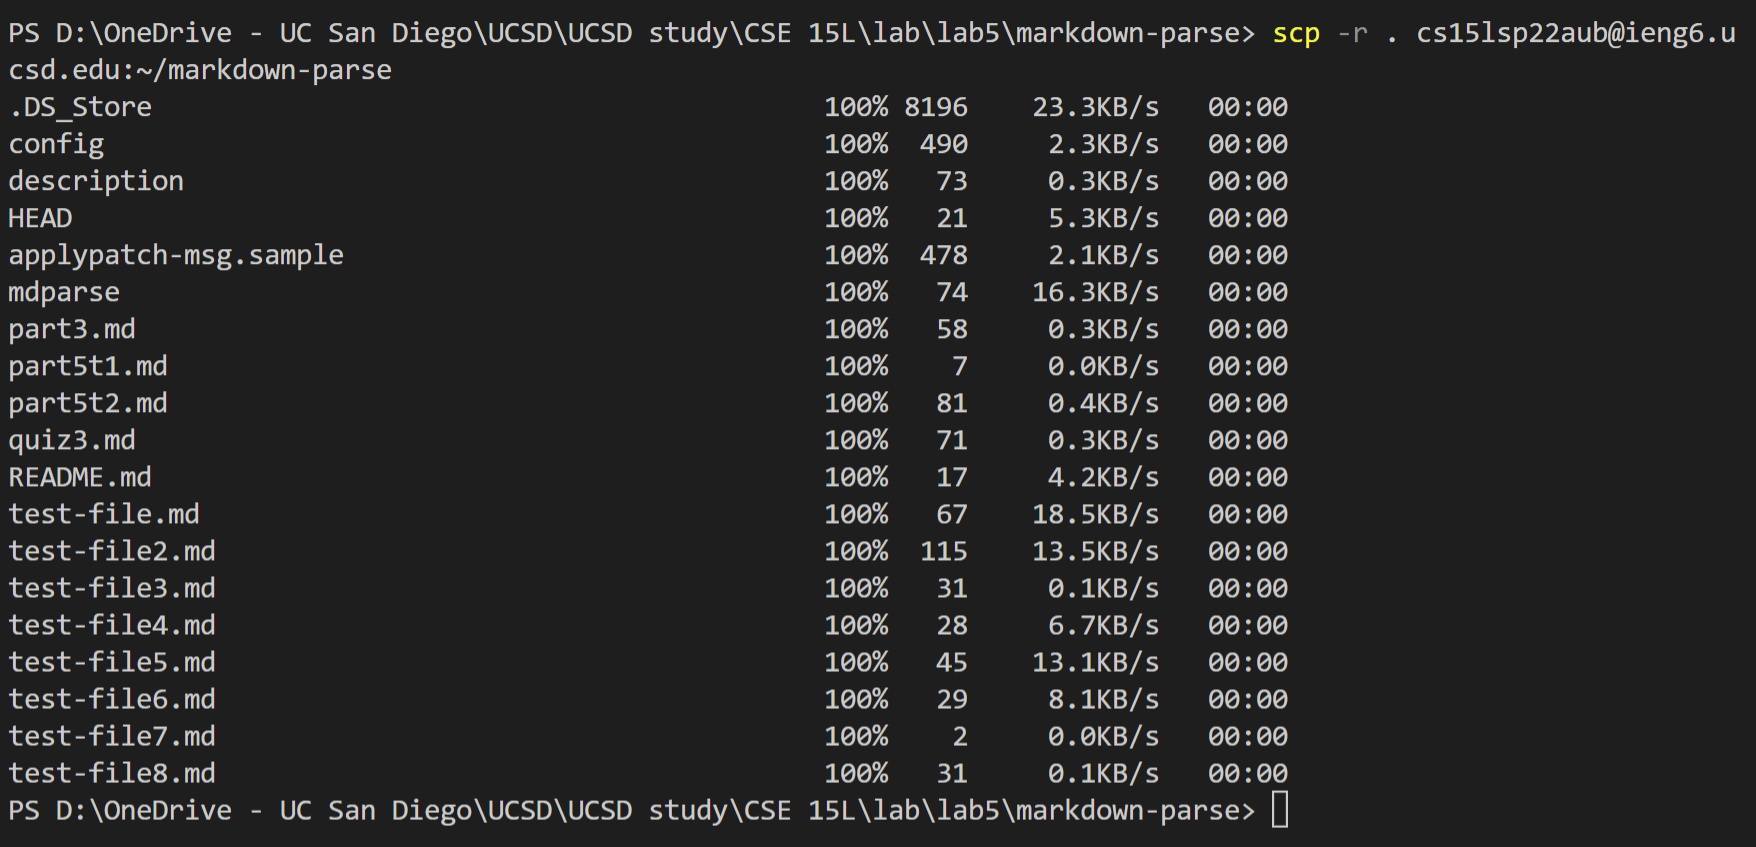 PS D:\OneDrive - UC San Diego\UCSD\UCSD study\CSE 15L\lab\lab5\markdown-parse> scp -r . cs15lsp22aub@ieng6.u
csd.edu:~/markdown-parse
.DS_Store 100% 8196 23.3KB/s 00:00
config 100% 490 2.3KB/s 00:00
description 100% 73 0.3KB/s 00:00
HEAD 100% 21 5.3KB/s 00:00
applypatch-msg.sample 100% 478 2.1KB/s 00:00
mdparse 100% 74 16.3KB/s 00:00
part3.md 100% 58 0.3KB/s 00:00
part5t1.md 100% 7 0.0KB/s 00:00
part5t2.md 100% 81 0.4KB/s 00:00
quiz3.md 100% 71 0.3KB/s 00:00
README.md 100% 17 4.2KB/s 00:00
test-file.md 100% 67 18.5KB/s 00:00
test-file2.md 100% 115 13.5KB/s 00:00
test-file3.md 100% 31 0.1KB/s 00:00
test-file4.md 100% 28 6.7KB/s 00:00
test-file5.md 100% 45 13.1KB/s 00:00
test-file6.md 100% 29 8.1KB/s 00:00
test-file7.md 100% 2 0.0KB/s 00:00
test-file8.md 100% 31 0.1KB/s 00:00
PS D:\OneDrive - UC San Diego\UCSD\UCSD study\CSE 15L\lab\lab5\markdown-parse>